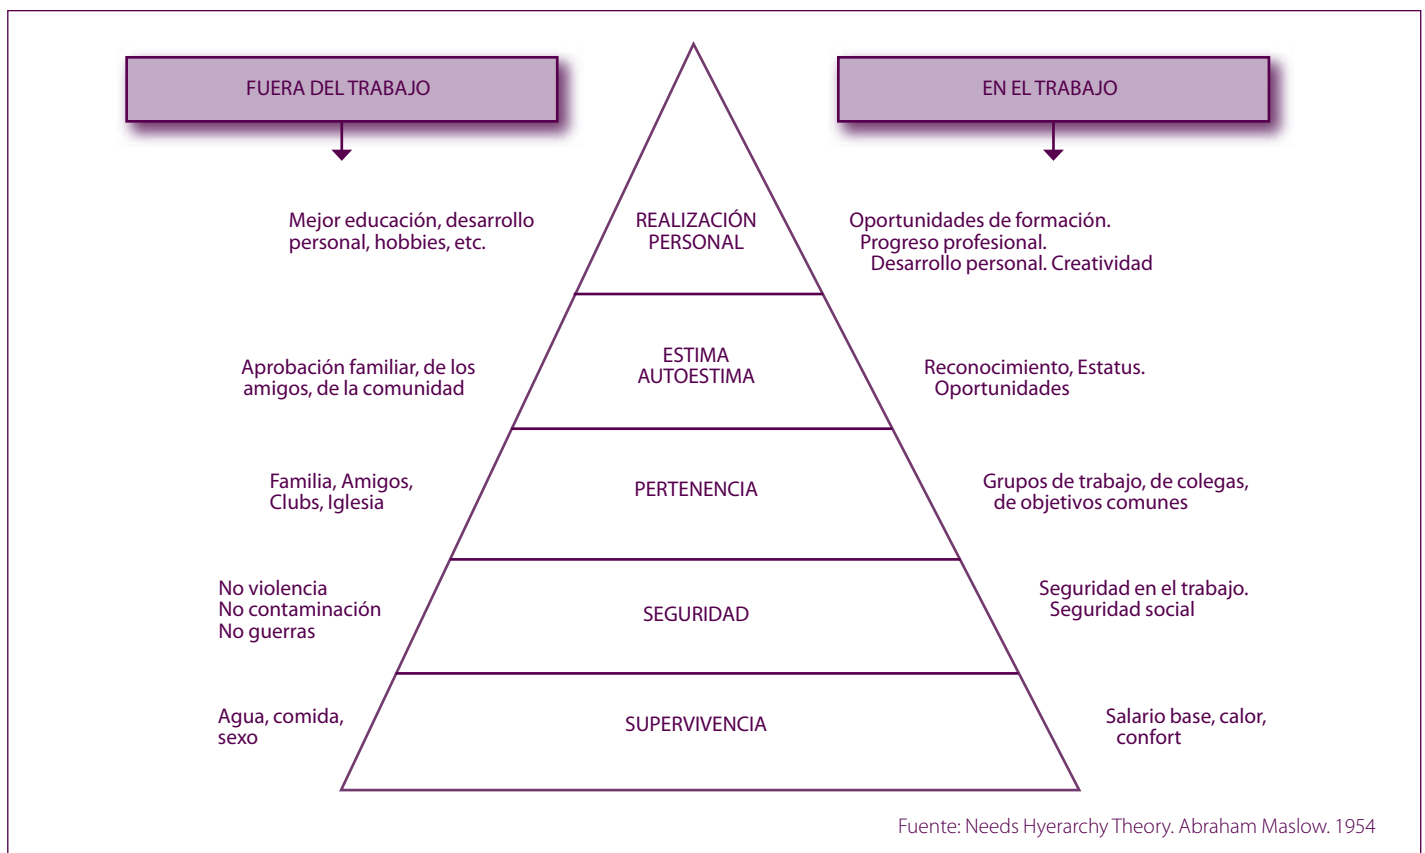 FUERA DEL TRABAJO
EN EL TRABAJO
Mejor educación, desarrollo
personal, hobbies, etc.
REALIZACIÓN
PERSONAL
Oportunidades de formación.
Progreso profesional.
Desarrollo personal. Creatividad
Aprobación familiar, de los
amigos, de la comunidad
ESTIMA
AUTOESTIMA
Reconocimiento, Estatus.
Oportunidades
Familia, Amigos,
Clubs, Iglesia
PERTENENCIA
Grupos de trabajo, de colegas,
de objetivos comunes
No violencia
No contaminación
No guerras
SEGURIDAD
Seguridad en el trabajo.
Seguridad social
Agua, comida,
sexo
SUPERVIVENCIA
Salario base, calor,
confort
Fuente: Needs Hyerarchy Theory. Abraham Maslow. 1954